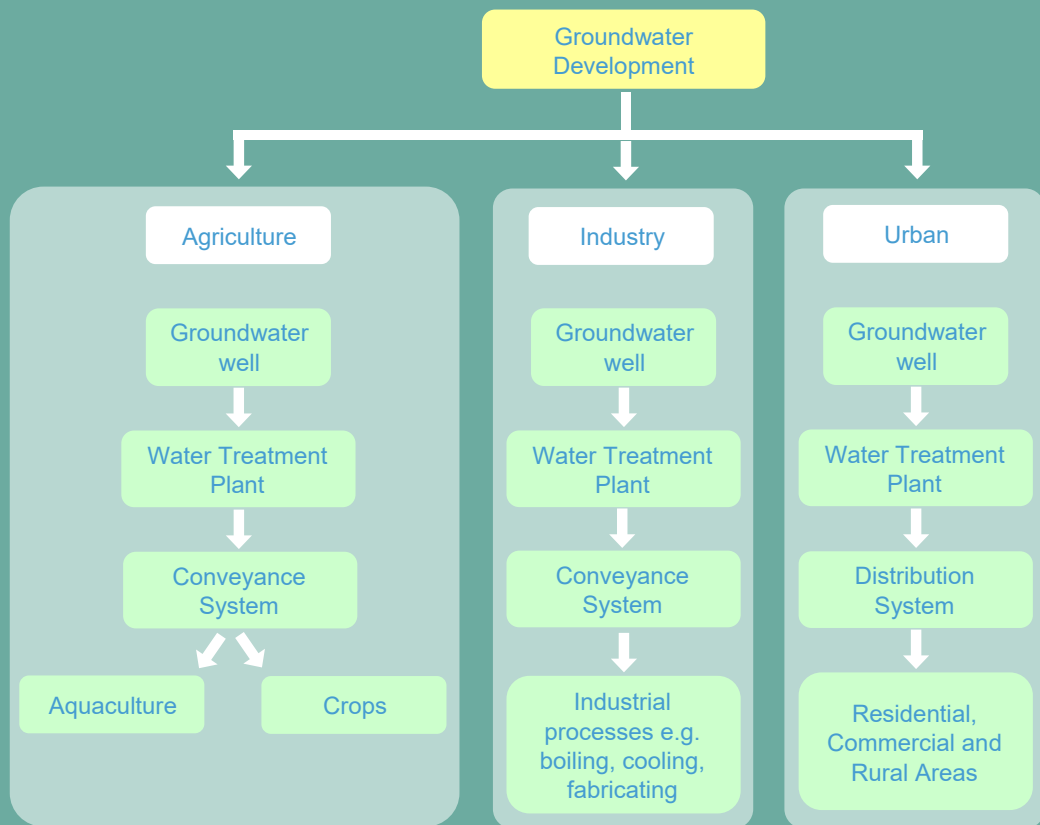 Groundwater
Development
Agriculture
Groundwater
well
Water Treatment
Plant
Conveyance
System
Aquaculture
Crops
Industry
Groundwater
well
Water Treatment
Plant
Conveyance
System
Industrial
processes e.g.
boiling, cooling,
fabricating
Urban
Groundwater
well
Water Treatment
Plant
Distribution
System
Residential,
Commercial and
Rural Areas